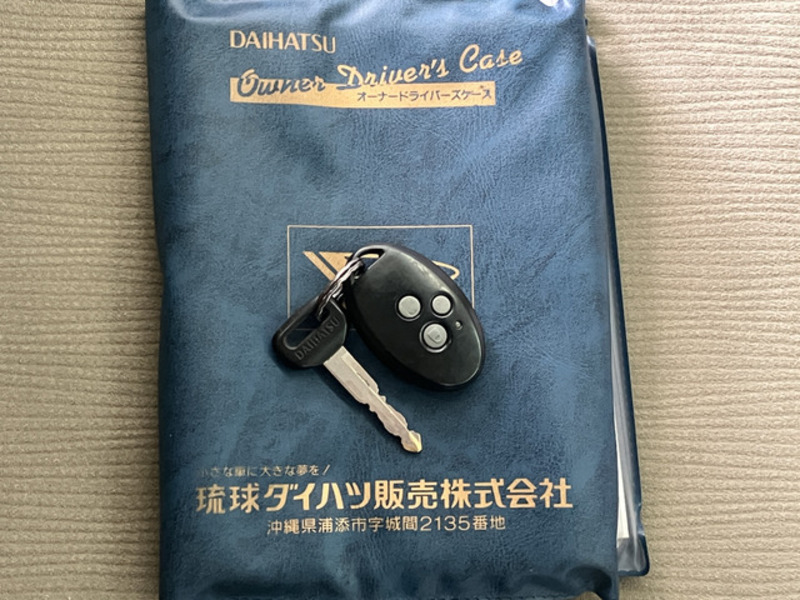 DAIHATSU
Owner Driver's Case
オーナードライバーズケース
DAIHATSU
小さな車に大きな夢を！
琉球ダイハツ販売株式会社
沖縄県浦添市字城間2135番地